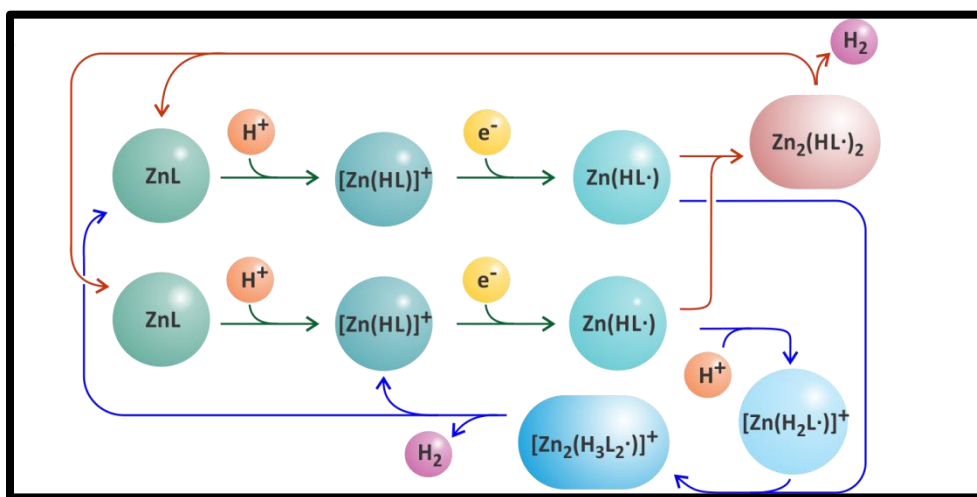 H₂
H⁺
e⁻
ZnL
[Zn(HL)]⁺
Zn(HL·)
Zn₂(HL·)₂
H⁺
e⁻
ZnL
[Zn(HL)]⁺
Zn(HL·)
H⁺
[Zn(H₂L·)]⁺
H₂
[Zn₂(H₃L₂·)]⁺